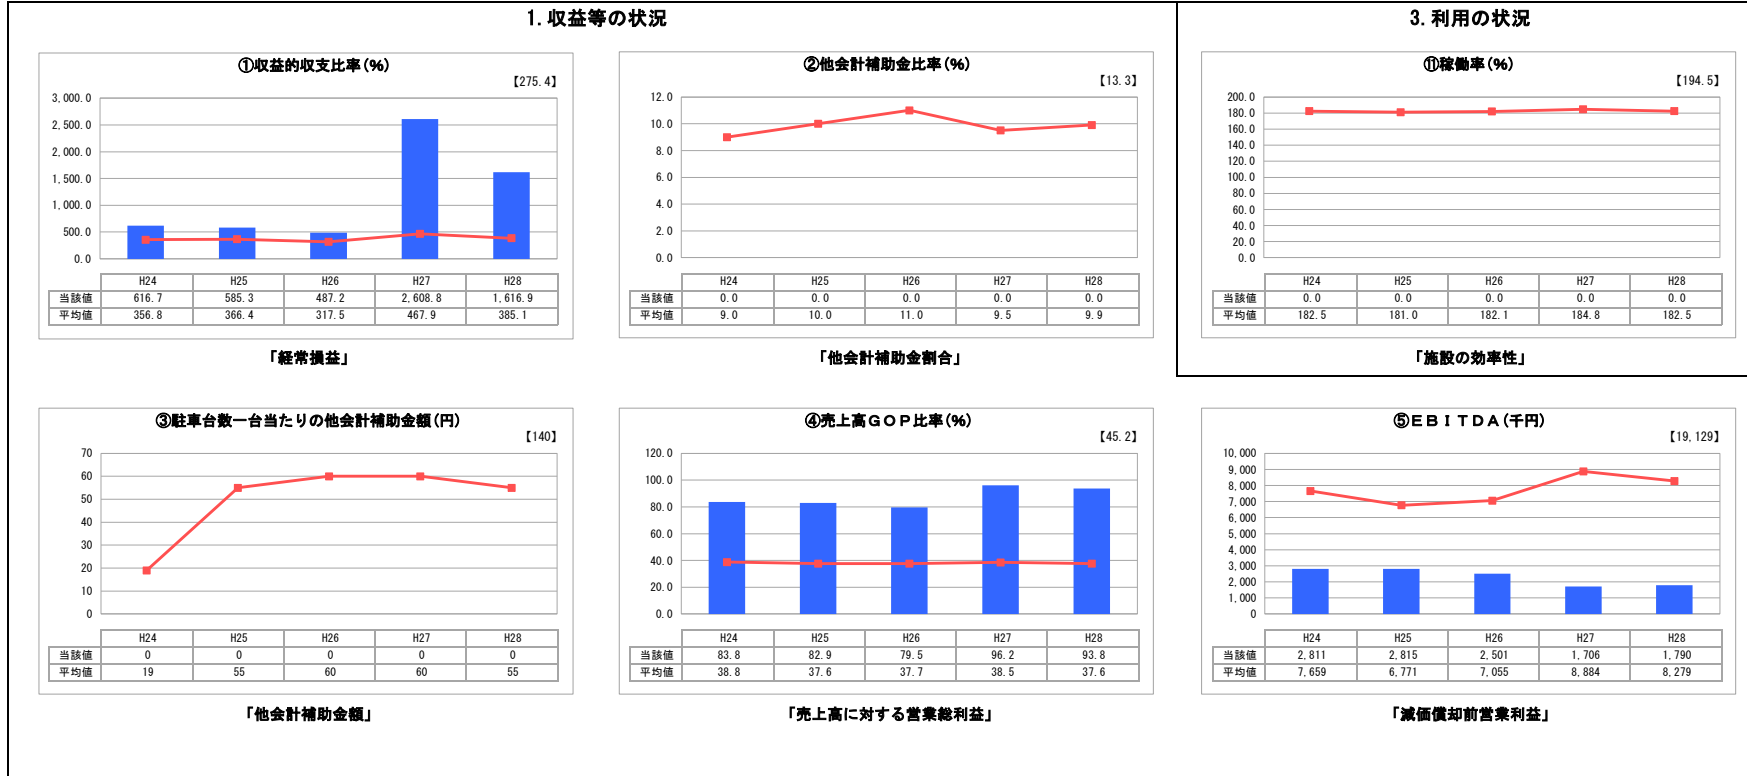 1. 収益等の状況
3. 利用の状況
①収益的収支比率(%)
【275.4】
3,000.0
2,500.0
2,000.0
1,500.0
1,000.0
500.0
0.0
H24 H25 H26 H27 H28
当該値 616.7 585.3 487.2 2,608.8 1,616.9
平均値 356.8 366.4 317.5 467.9 385.1
「経常損益」
②他会計補助金比率(%)
【13.3】
12.0
10.0
8.0
6.0
4.0
2.0
0.0
H24 H25 H26 H27 H28
当該値 0.0 0.0 0.0 0.0 0.0
平均値 9.0 10.0 11.0 9.5 9.9
「他会計補助金割合」
⑪稼働率(%)
【194.5】
200.0
180.0
160.0
140.0
120.0
100.0
80.0
60.0
40.0
20.0
0.0
H24 H25 H26 H27 H28
当該値 0.0 0.0 0.0 0.0 0.0
平均値 182.5 181.0 182.1 184.8 182.5
「施設の効率性」
③駐車台数一台当たりの他会計補助金額(円)
【140】
70
60
50
40
30
20
10
0
H24 H25 H26 H27 H28
当該値 0 0 0 0 0
平均値 19 55 60 60 55
「他会計補助金額」
④売上高ＧＯＰ比率(%)
【45.2】
120.0
100.0
80.0
60.0
40.0
20.0
0.0
H24 H25 H26 H27 H28
当該値 83.8 82.9 79.5 96.2 93.8
平均値 38.8 37.6 37.7 38.5 37.6
「売上高に対する営業総利益」
⑤ＥＢＩＴＤＡ(千円)
【19,129】
10,000
9,000
8,000
7,000
6,000
5,000
4,000
3,000
2,000
1,000
0
H24 H25 H26 H27 H28
当該値 2,811 2,815 2,501 1,706 1,790
平均値 7,659 6,771 7,055 8,884 8,279
「減価償却前営業利益」